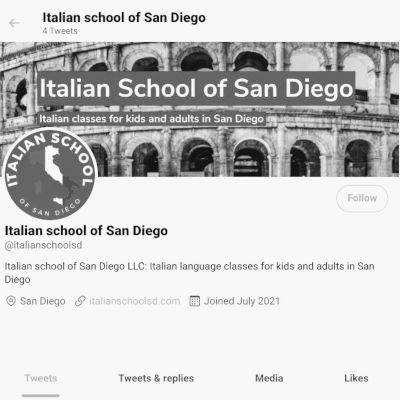 Italian school of San Diego
4 Tweets
Italian School of San Diego
Italian classes for kids and adults in San Diego
ITALIAN SCHOOL
OF SAN DIEGO
Follow
Italian school of San Diego
@italianschoolsd
Italian school of San Diego LLC: Italian language classes for kids and adults in San
Diego
San Diego italianschoolsd.com Joined July 2021
Tweets Tweets & replies Media Likes